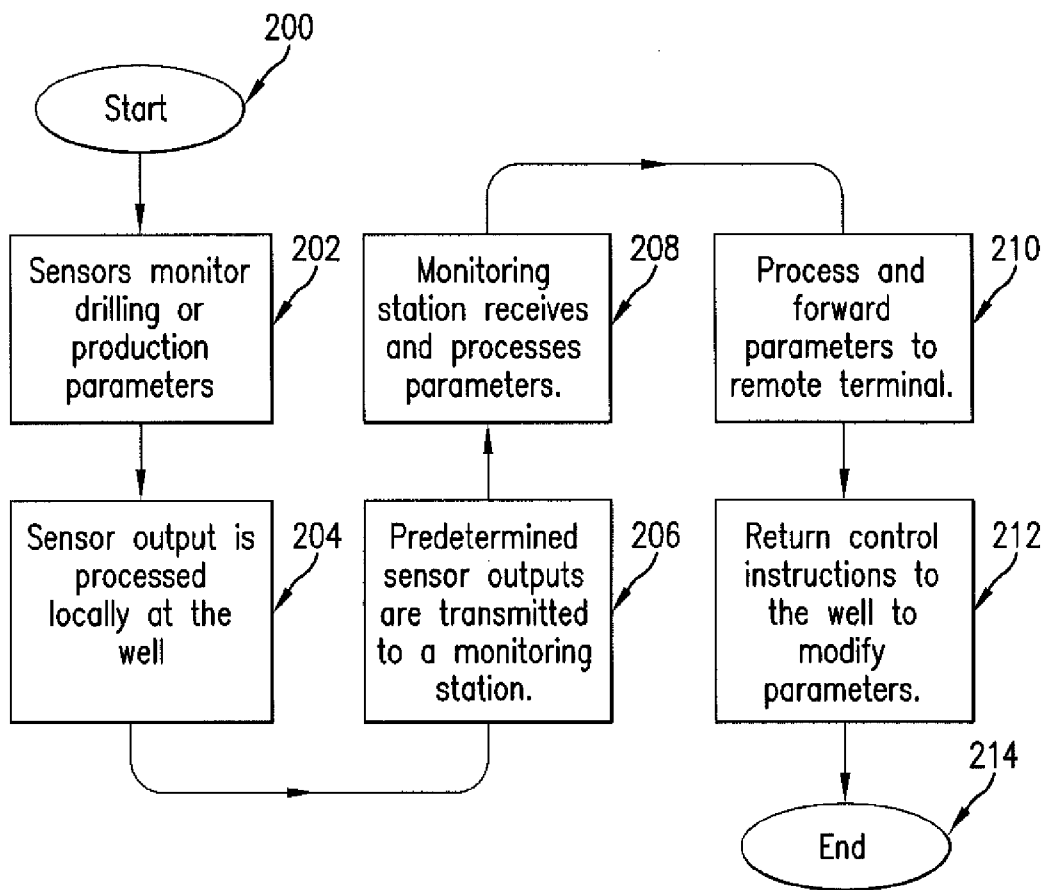 200
Start
202
Sensors monitor
drilling or
production
parameters
204
Sensor output is
processed
locally at the
well
206
Predetermined
sensor outputs
are transmitted
to a monitoring
station.
208
Monitoring
station receives
and processes
parameters.
210
Process and
forward
parameters to
remote terminal.
212
Return control
instructions to
the well to
modify
parameters.
214
End